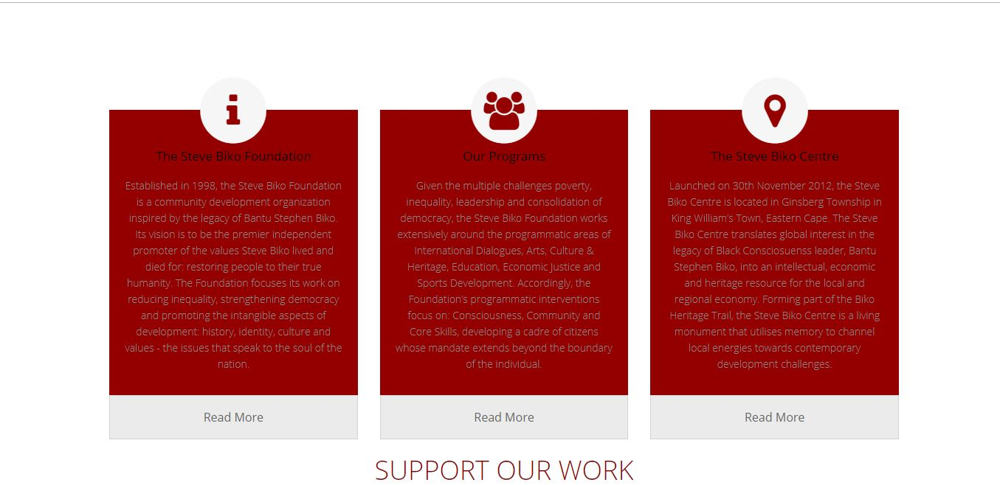 The Steve Biko Foundation
Established in 1998, the Steve Biko Foundation
is a community development organization
inspired by the legacy of Bantu Stephen Biko.
Its vision is to be the premier independent
promoter of the values Steve Biko lived and
died for: restoring people to their true
humanity. The Foundation focuses its work on
reducing inequality, strengthening democracy
and promoting the intangible aspects of
development: history, identity, culture and
values - the issues that speak to the soul of the
nation.
Read More
Our Programs
Given the multiple challenges poverty,
inequality, leadership and consolidation of
democracy, the Steve Biko Foundation works
extensively around the programmatic areas of
International Dialogues, Arts, Culture &
Heritage, Education, Economic Justice and
Sports Development. Accordingly, the
Foundation’s programmatic interventions
focus on: Consciousness, Community and
Core Skills, developing a cadre of citizens
whose mandate extends beyond the boundary
of the individual.
Read More
The Steve Biko Centre
Launched on 30th November 2012, the Steve
Biko Centre is located in Ginsberg Township in
King William's Town, Eastern Cape. The Steve
Biko Centre translates global interest in the
legacy of Black Consciosuenss leader, Bantu
Stephen Biko, into an intellectual, economic
and heritage resource for the local and
regional economy. Forming part of the Biko
Heritage Trail, the Steve Biko Centre is a living
monument that utilises memory to channel
local energies towards contemporary
development challenges.
Read More
SUPPORT OUR WORK